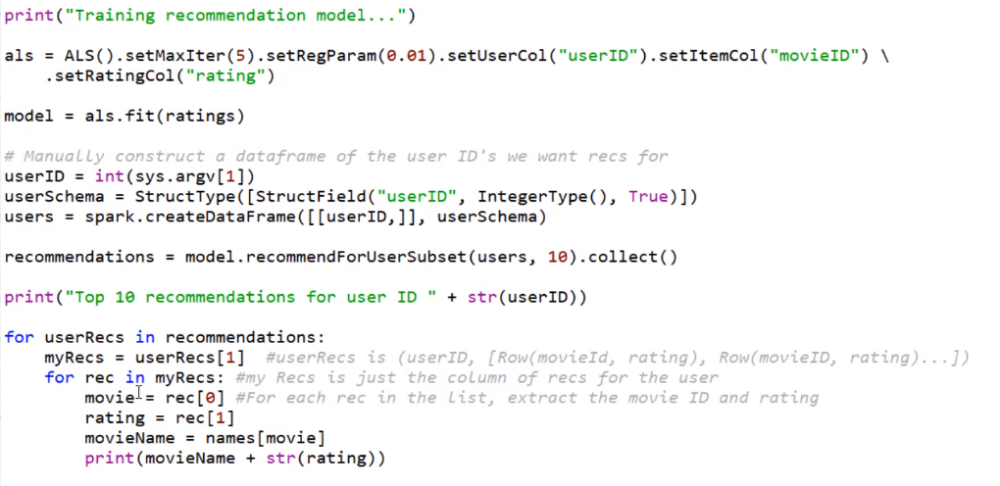 print("Training recommendation model...")
als = ALS().setMaxIter(5).setRegParam(0.01).setUserCol("userID").setItemCol("movieID") \
    .setRatingCol("rating")
model = als.fit(ratings)
# Manually construct a dataframe of the user ID's we want recs for
userID = int(sys.argv[1])
userSchema = StructType([StructField("userID", IntegerType(), True)])
users = spark.createDataFrame([[userID,]], userSchema)
recommendations = model.recommendForUserSubset(users, 10).collect()
print("Top 10 recommendations for user ID " + str(userID))
for userRecs in recommendations:
    myRecs = userRecs[1]  #userRecs is (userID, [Row(movieId, rating), Row(movieID, rating)...])
    for rec in myRecs: #my Recs is just the column of recs for the user
        movie = rec[0] #For each rec in the list, extract the movie ID and rating
        rating = rec[1]
        movieName = names[movie]
        print(movieName + str(rating))